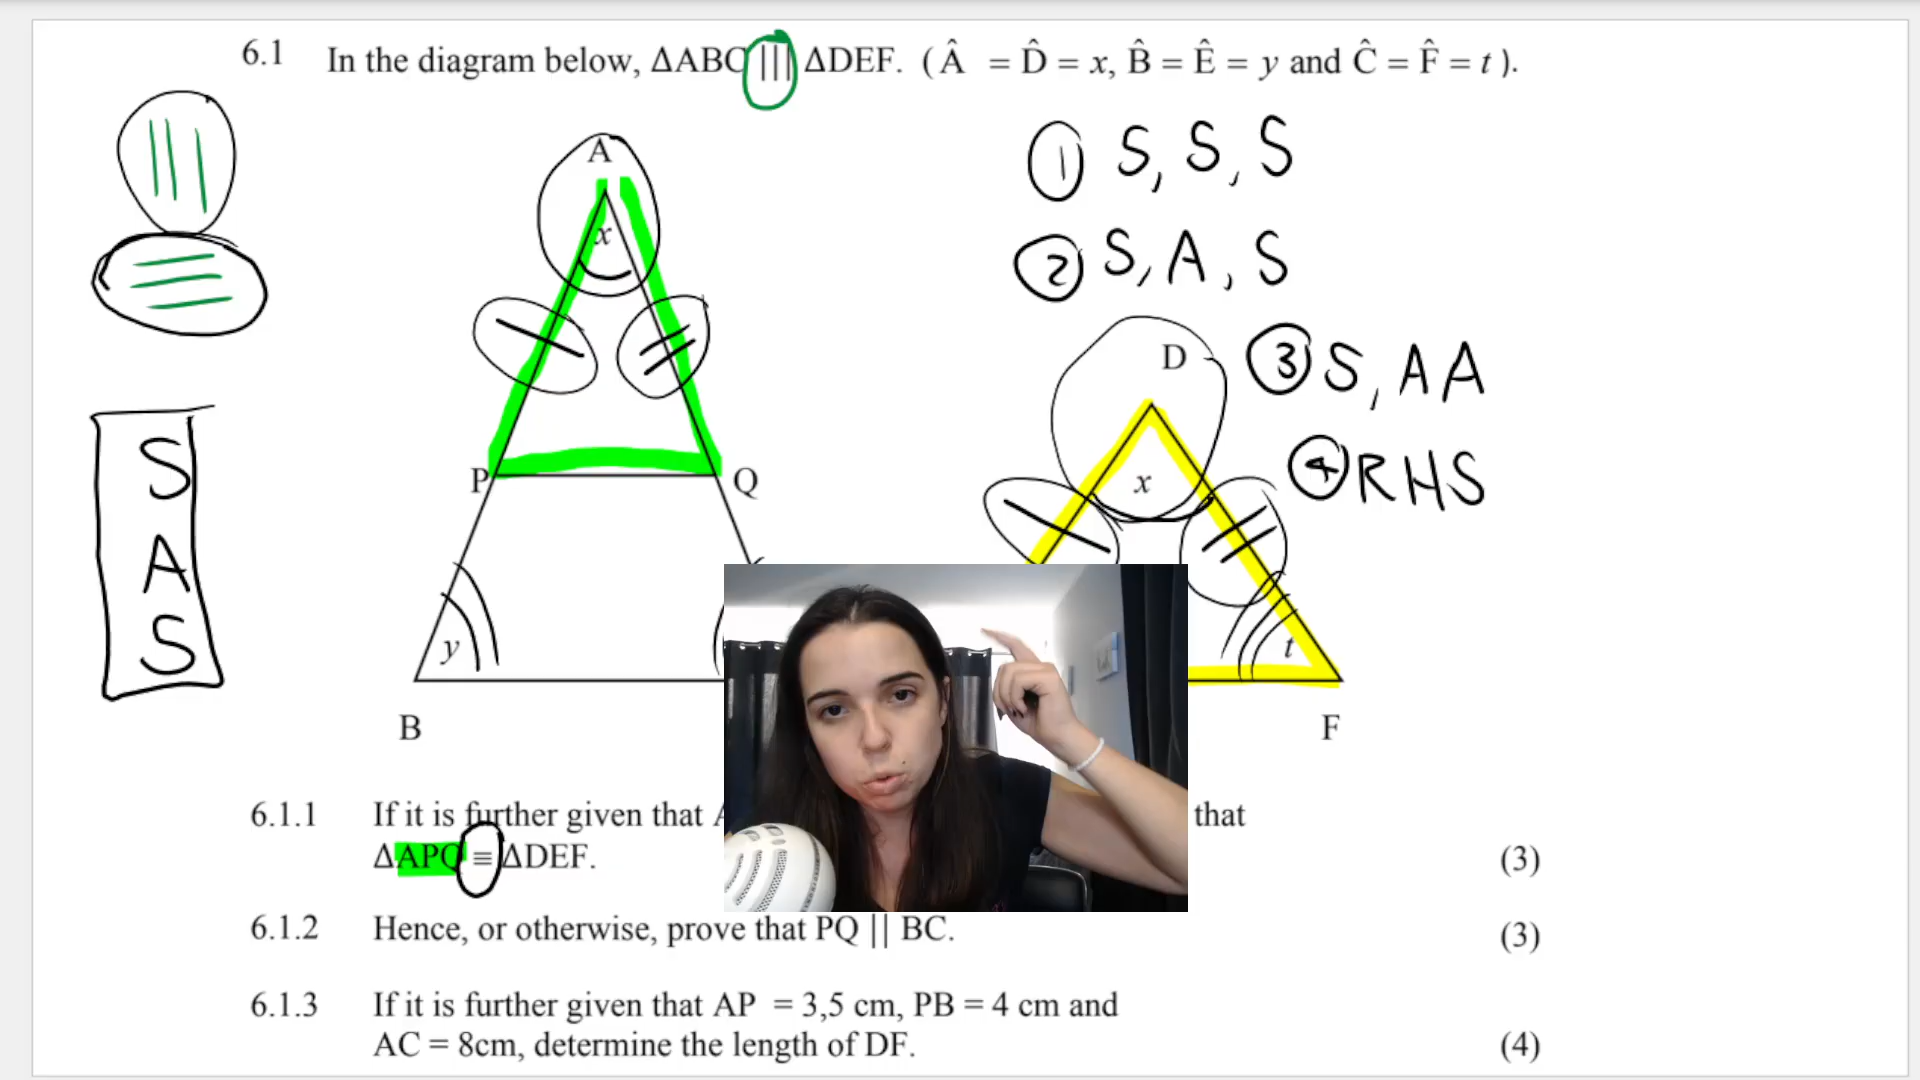 6.1 In the diagram below, ΔABC ||| ΔDEF. ( Â = D̂ = x, B̂ = Ê = y and Ĉ = F̂ = t ).
|||
≡
① S, S, S
② S, A, S
③ S, AA
④ RHS
A
x
D
x
P
Q
S
A
S
y
t
B
F
6.1.1 If it is further given that that
ΔAPQ ≡ ΔDEF. (3)
6.1.2 Hence, or otherwise, prove that PQ || BC. (3)
6.1.3 If it is further given that AP = 3,5 cm, PB = 4 cm and
AC = 8cm, determine the length of DF. (4)